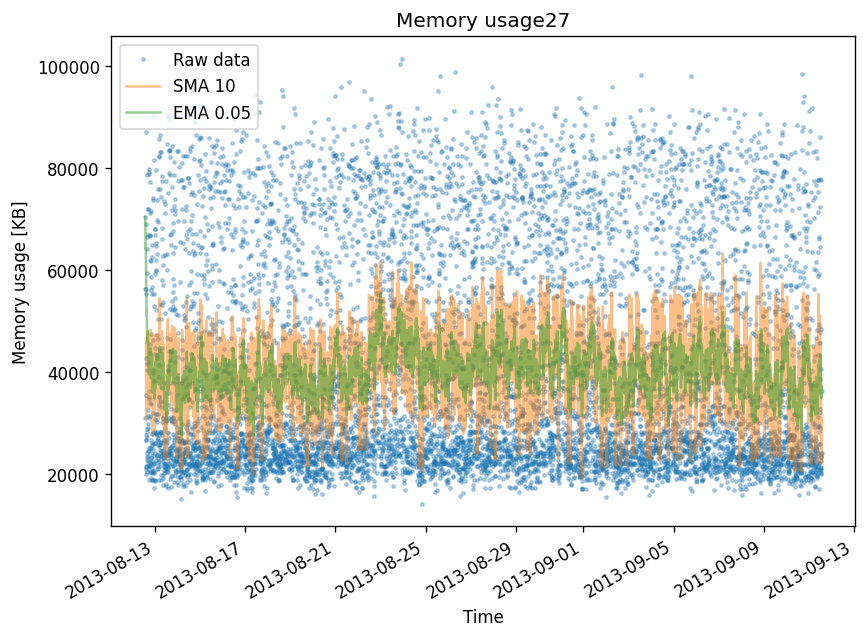 Memory usage27
Raw data
SMA 10
EMA 0.05
Memory usage [KB]
100000
80000
60000
40000
20000
2013-08-13
2013-08-17
2013-08-21
2013-08-25
2013-08-29
2013-09-01
2013-09-05
2013-09-09
2013-09-13
Time